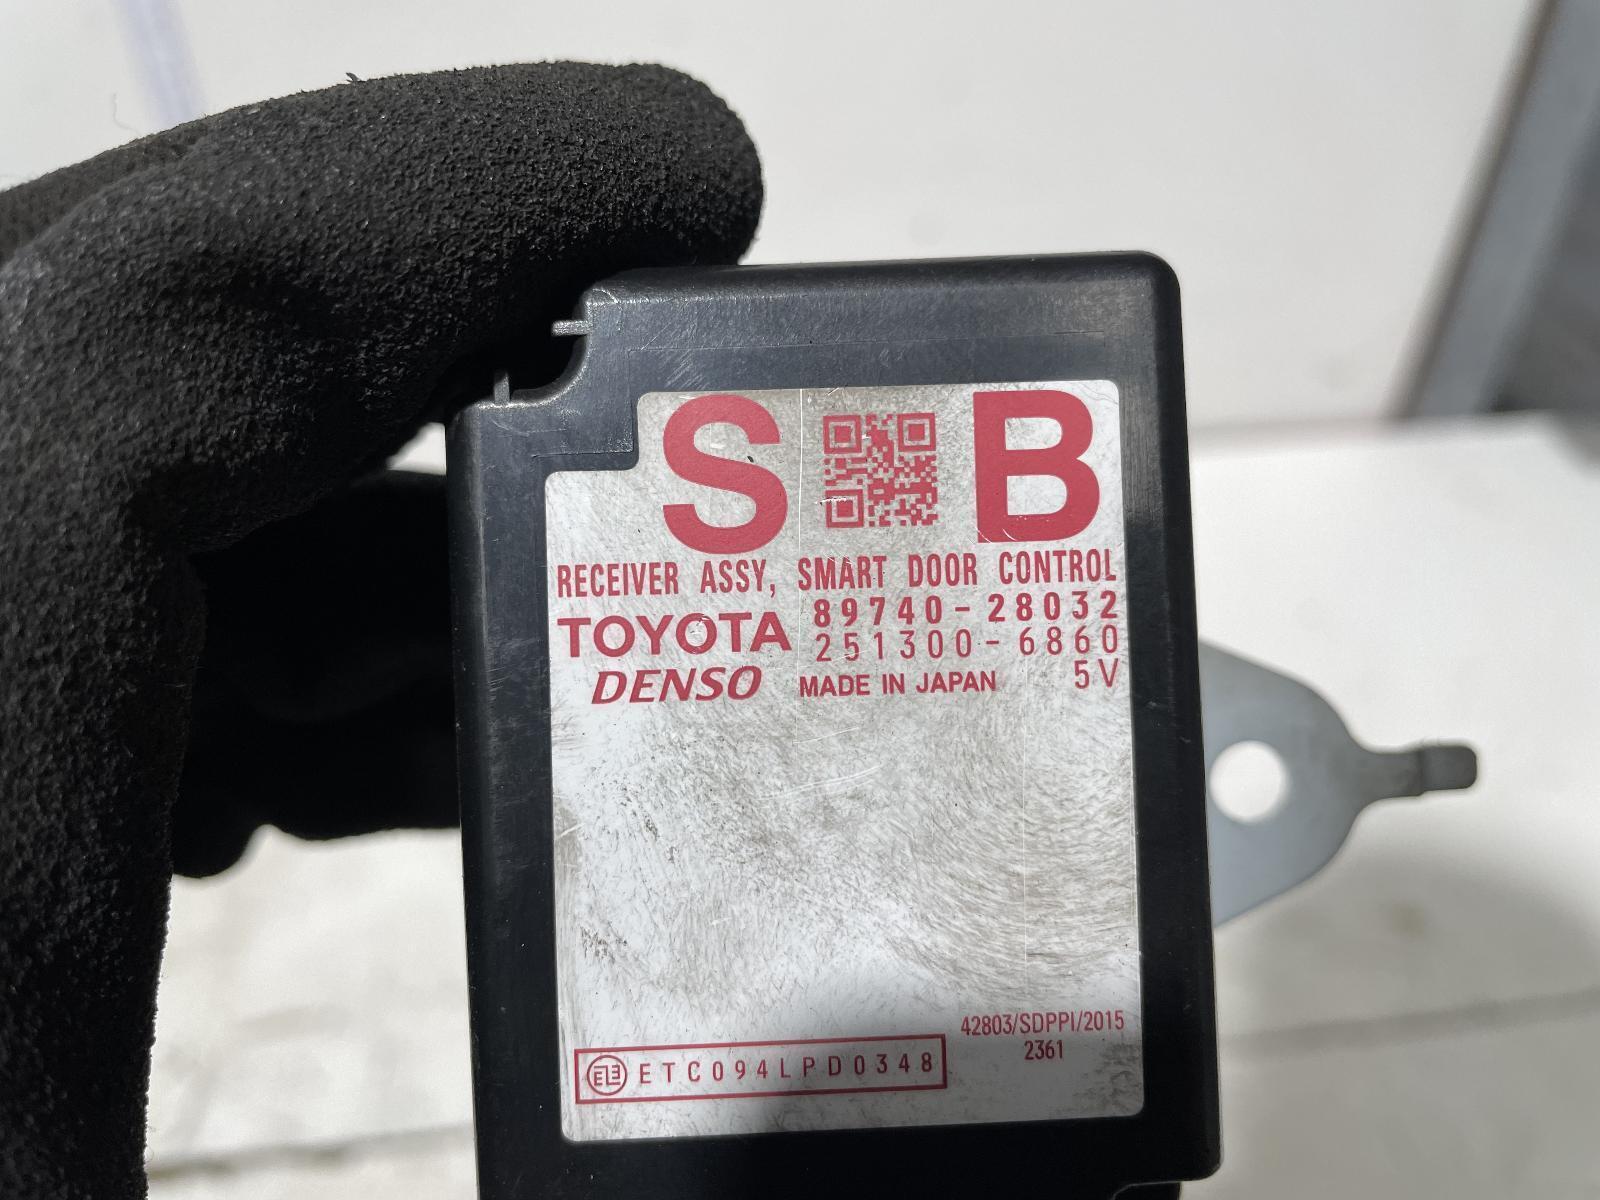 S B
RECEIVER ASSY, SMART DOOR CONTROL
TOYOTA 89740-28032
251300-6860
DENSO MADE IN JAPAN 5V
42803/SDPPI/2015
2361
ETC094LPD0348